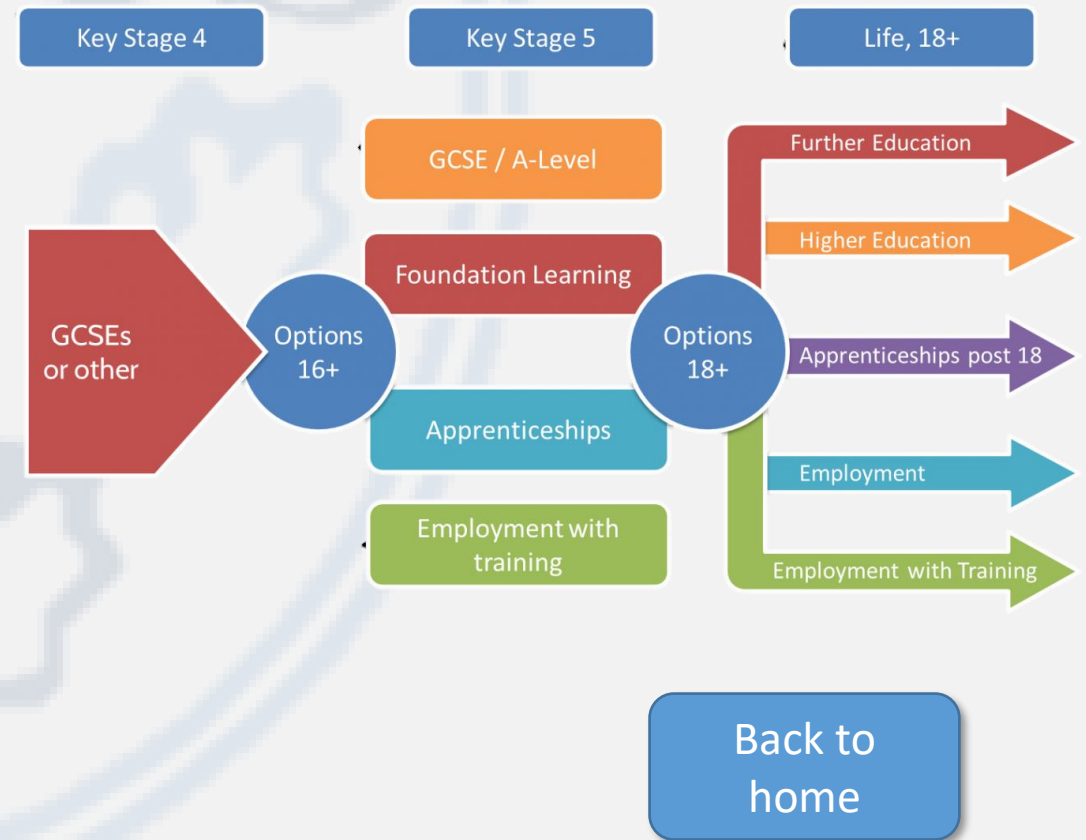 Key Stage 4
Key Stage 5
Life, 18+
GCSEs
or other
Options
16+
GCSE / A-Level
Foundation Learning
Apprenticeships
Employment with
training
Options
18+
Further Education
Higher Education
Apprenticeships post 18
Employment
Employment with Training
Back to
home